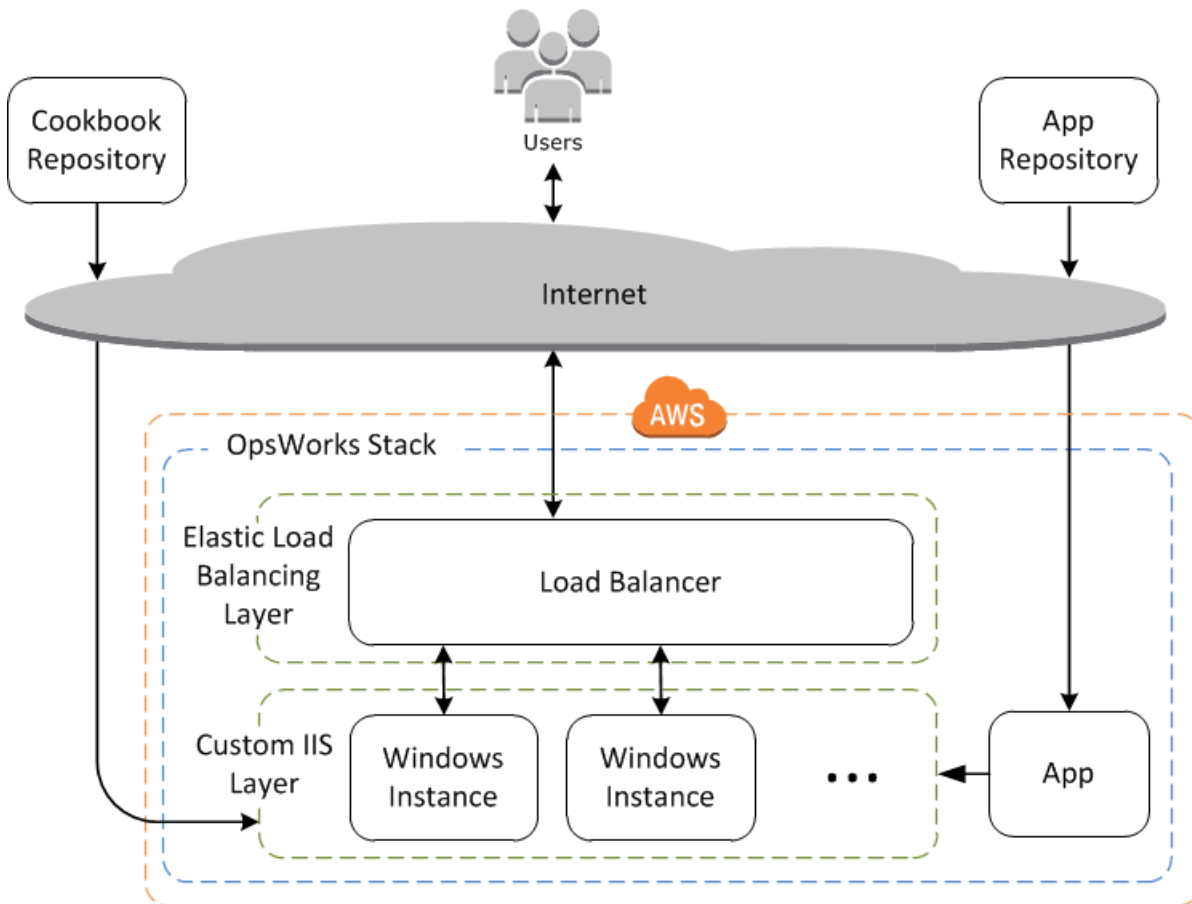 Users
Cookbook
Repository
App
Repository
Internet
AWS
OpsWorks Stack
Elastic Load
Balancing
Layer
Load Balancer
Custom IIS
Layer
Windows
Instance
Windows
Instance
...
App